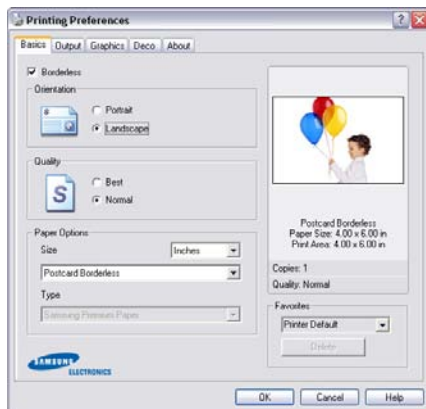 Printing Preferences
Basics Output Graphics Deco About
Borderless
Orientation
Portrait
Landscape
Quality
S
Best
Normal
Paper Options
Size
Inches
Postcard Borderless
Type
Samsung Premium Paper
Postcard Borderless
Paper Size: 4.00 x 6.00 in
Print Area: 4.00 x 6.00 in
Copies: 1
Quality: Normal
Favorites
Printer Default
Delete
SAMSUNG
ELECTRONICS
OK Cancel Help